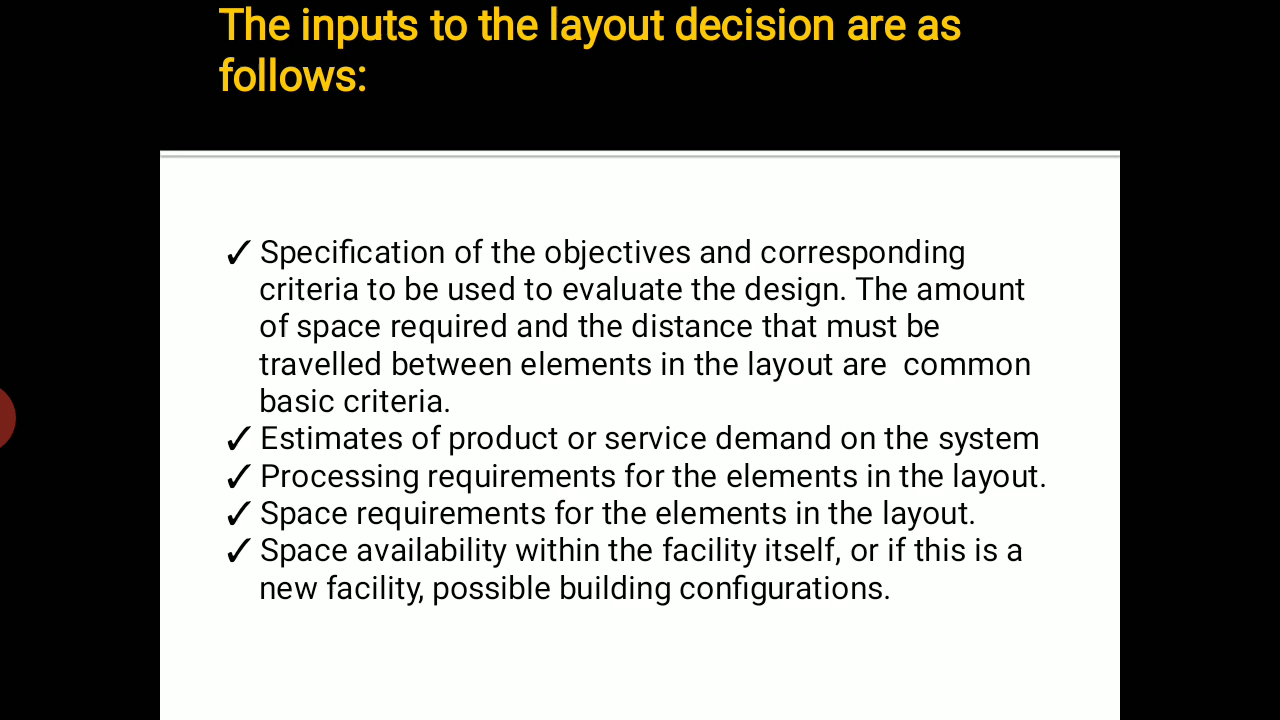 The inputs to the layout decision are as
follows:
✓ Specification of the objectives and corresponding
criteria to be used to evaluate the design. The amount
of space required and the distance that must be
travelled between elements in the layout are  common
basic criteria.
✓ Estimates of product or service demand on the system
✓ Processing requirements for the elements in the layout.
✓ Space requirements for the elements in the layout.
✓ Space availability within the facility itself, or if this is a
new facility, possible building configurations.